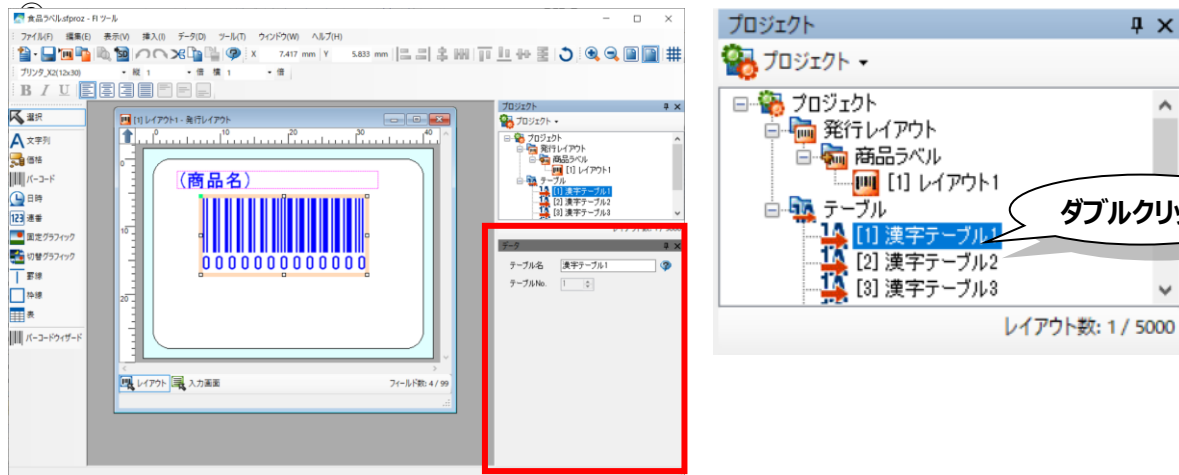 食品ラベル.sfproz - FI ツール
ファイル(F) 編集(E) 表示(V) 挿入(I) データ(D) ツール(T) ウィンドウ(W) ヘルプ(H)
X 7.417 mm Y 5.833 mm
プリンタ_X2(12x30) 縦 1 倍 横 1 倍
B I U
選択
文字列
価格
バーコード
日時
123 連番
固定グラフィック
切替グラフィック
罫線
枠線
表
バーコードウィザード
[1] レイアウト1 - 発行レイアウト
0 10 20 30 40
0
10
20
(商品名)
0000000000000
レイアウト 入力画面 フィールド数: 4 / 99
プロジェクト
プロジェクト
プロジェクト
発行レイアウト
商品ラベル
[1] レイアウト1
テーブル
[1] 漢字テーブル1
[2] 漢字テーブル2
[3] 漢字テーブル3
データ
テーブル名 漢字テーブル1
テーブルNo. 1
プロジェクト
プロジェクト
プロジェクト
発行レイアウト
商品ラベル
[1] レイアウト1
テーブル
[1] 漢字テーブル1
[2] 漢字テーブル2
[3] 漢字テーブル3
レイアウト数: 1 / 5000
ダブルクリッ